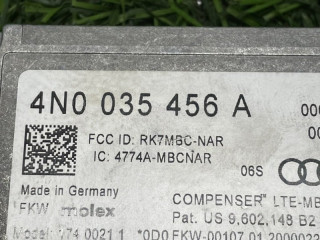 4N0 035 456 A
FCC ID: RK7MBC-NAR
IC: 4774A-MBCNAR
06S
Made in Germany
COMPENSER LTE-MB
FKW molex
Pat. US 9,602,148 B2